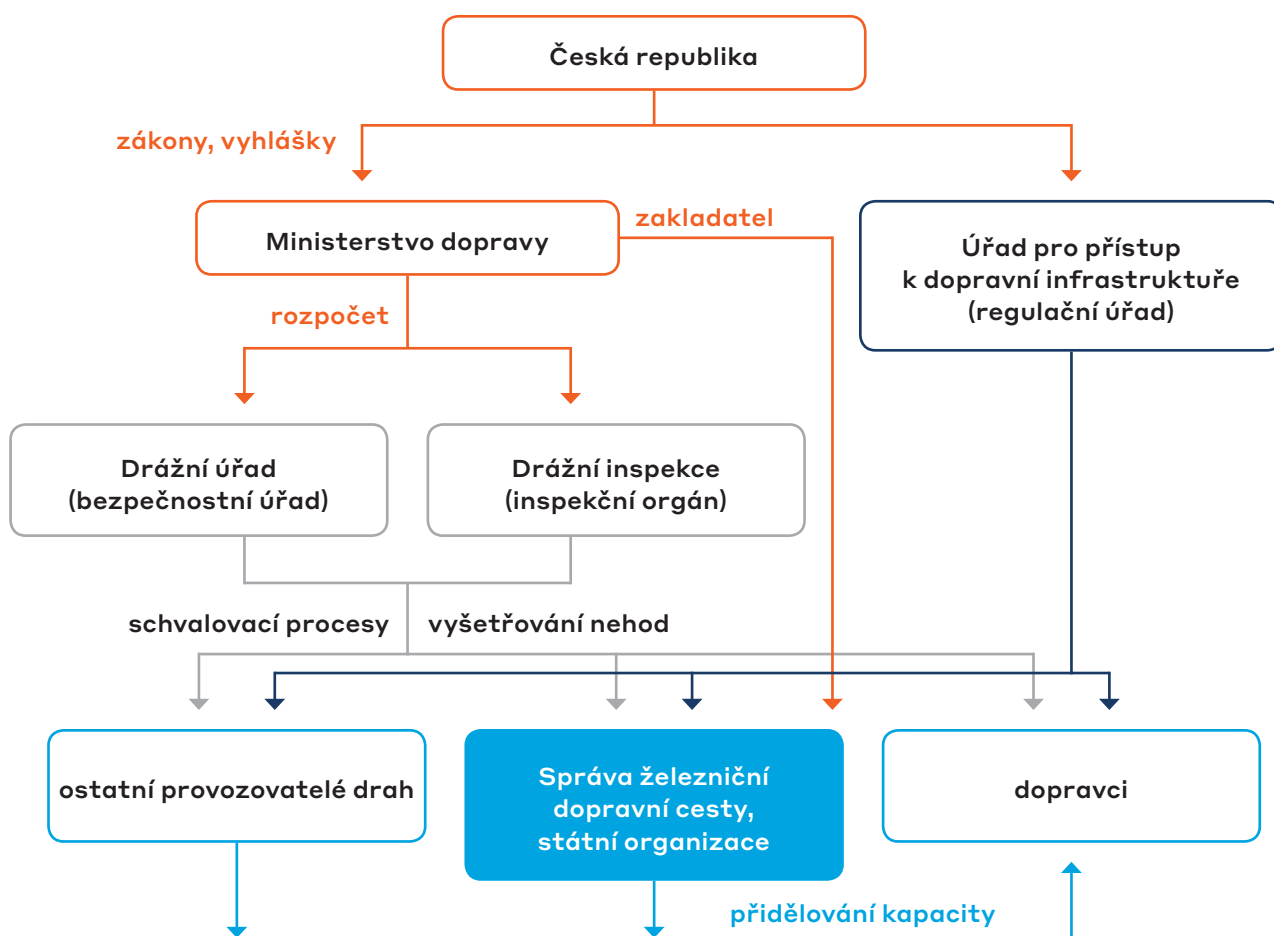 Česká republika
zákony, vyhlášky
Ministerstvo dopravy
zakladatel
Úřad pro přístup
k dopravní infrastruktuře
(regulační úřad)
rozpočet
Drážní úřad
(bezpečnostní úřad)
Drážní inspekce
(inspekční orgán)
schvalovací procesy
vyšetřování nehod
ostatní provozovatelé drah
Správa železniční
dopravní cesty,
státní organizace
dopravci
přidělování kapacity